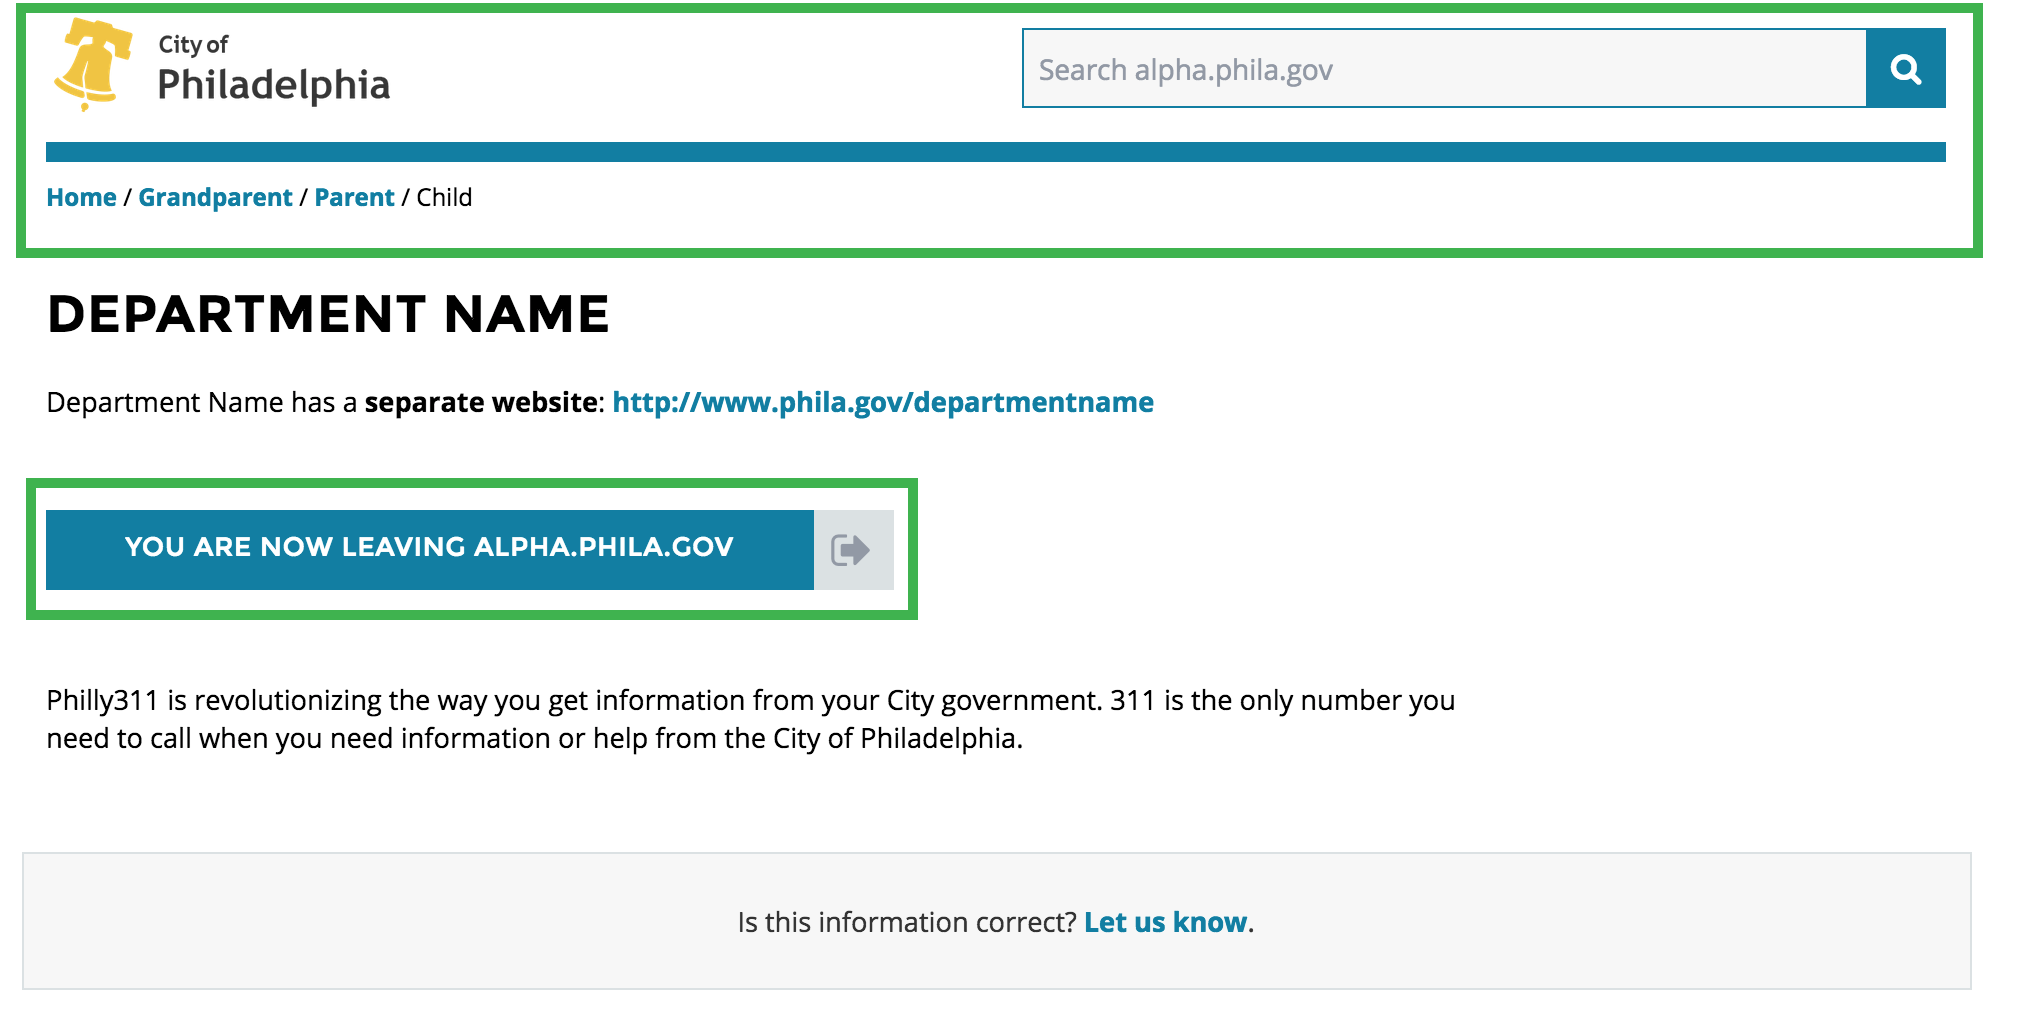 City of
Philadelphia
Search alpha.phila.gov
Home / Grandparent / Parent / Child
DEPARTMENT NAME
Department Name has a separate website: http://www.phila.gov/departmentname
YOU ARE NOW LEAVING ALPHA.PHILA.GOV
Philly311 is revolutionizing the way you get information from your City government. 311 is the only number you
need to call when you need information or help from the City of Philadelphia.
Is this information correct? Let us know.